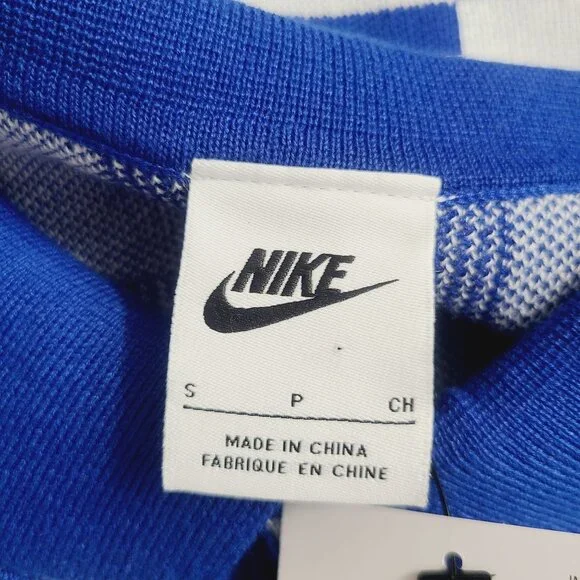 NIKE
S P CH
MADE IN CHINA
FABRIQUE EN CHINE